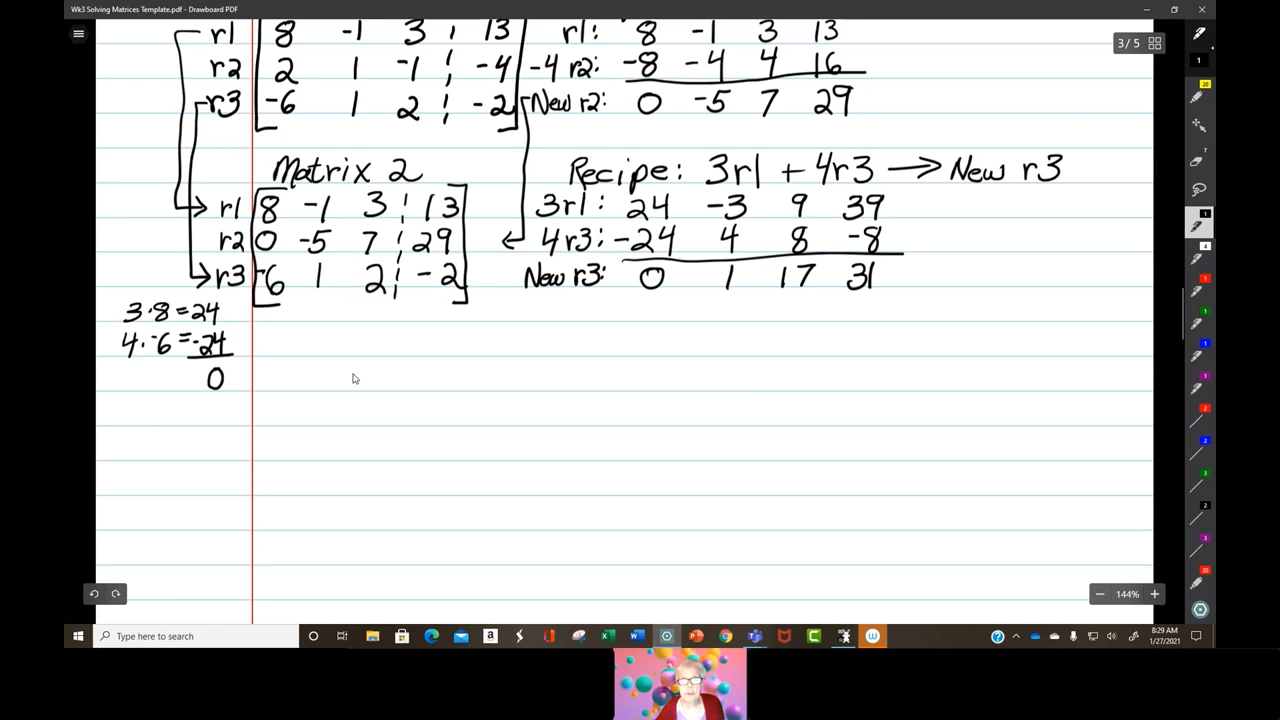 Wk3 Solving Matrices Template.pdf - Drawboard PDF
3 / 5
r1 8 -1 3 ¦ 13
r2 2 1 -1 ¦ -4
r3 -6 1 2 ¦ -2
r1: 8 -1 3 13
-4 r2: -8 -4 4 16
New r2: 0 -5 7 29
Matrix 2
r1 8 -1 3 ¦ 13
r2 0 -5 7 ¦ 29
r3 -6 1 2 ¦ -2
Recipe: 3r1 + 4r3 → New r3
3r1: 24 -3 9 39
4r3: -24 4 8 -8
New r3: 0 1 17 31
3·8=24
4·-6=-24
0
144%
Type here to search
8:29 AM
1/27/2021